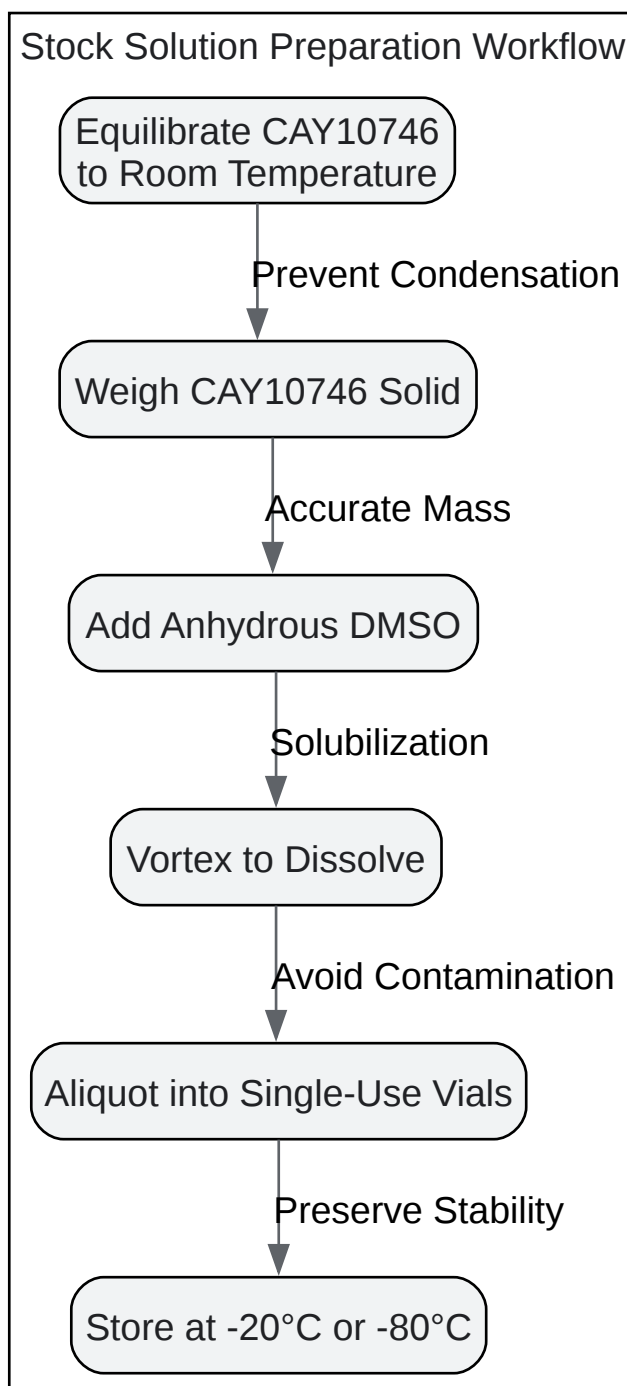 Stock Solution Preparation Workflow
Equilibrate CAY10746
to Room Temperature
Prevent Condensation
Weigh CAY10746 Solid
Accurate Mass
Add Anhydrous DMSO
Solubilization
Vortex to Dissolve
Avoid Contamination
Aliquot into Single-Use Vials
Preserve Stability
Store at -20°C or -80°C